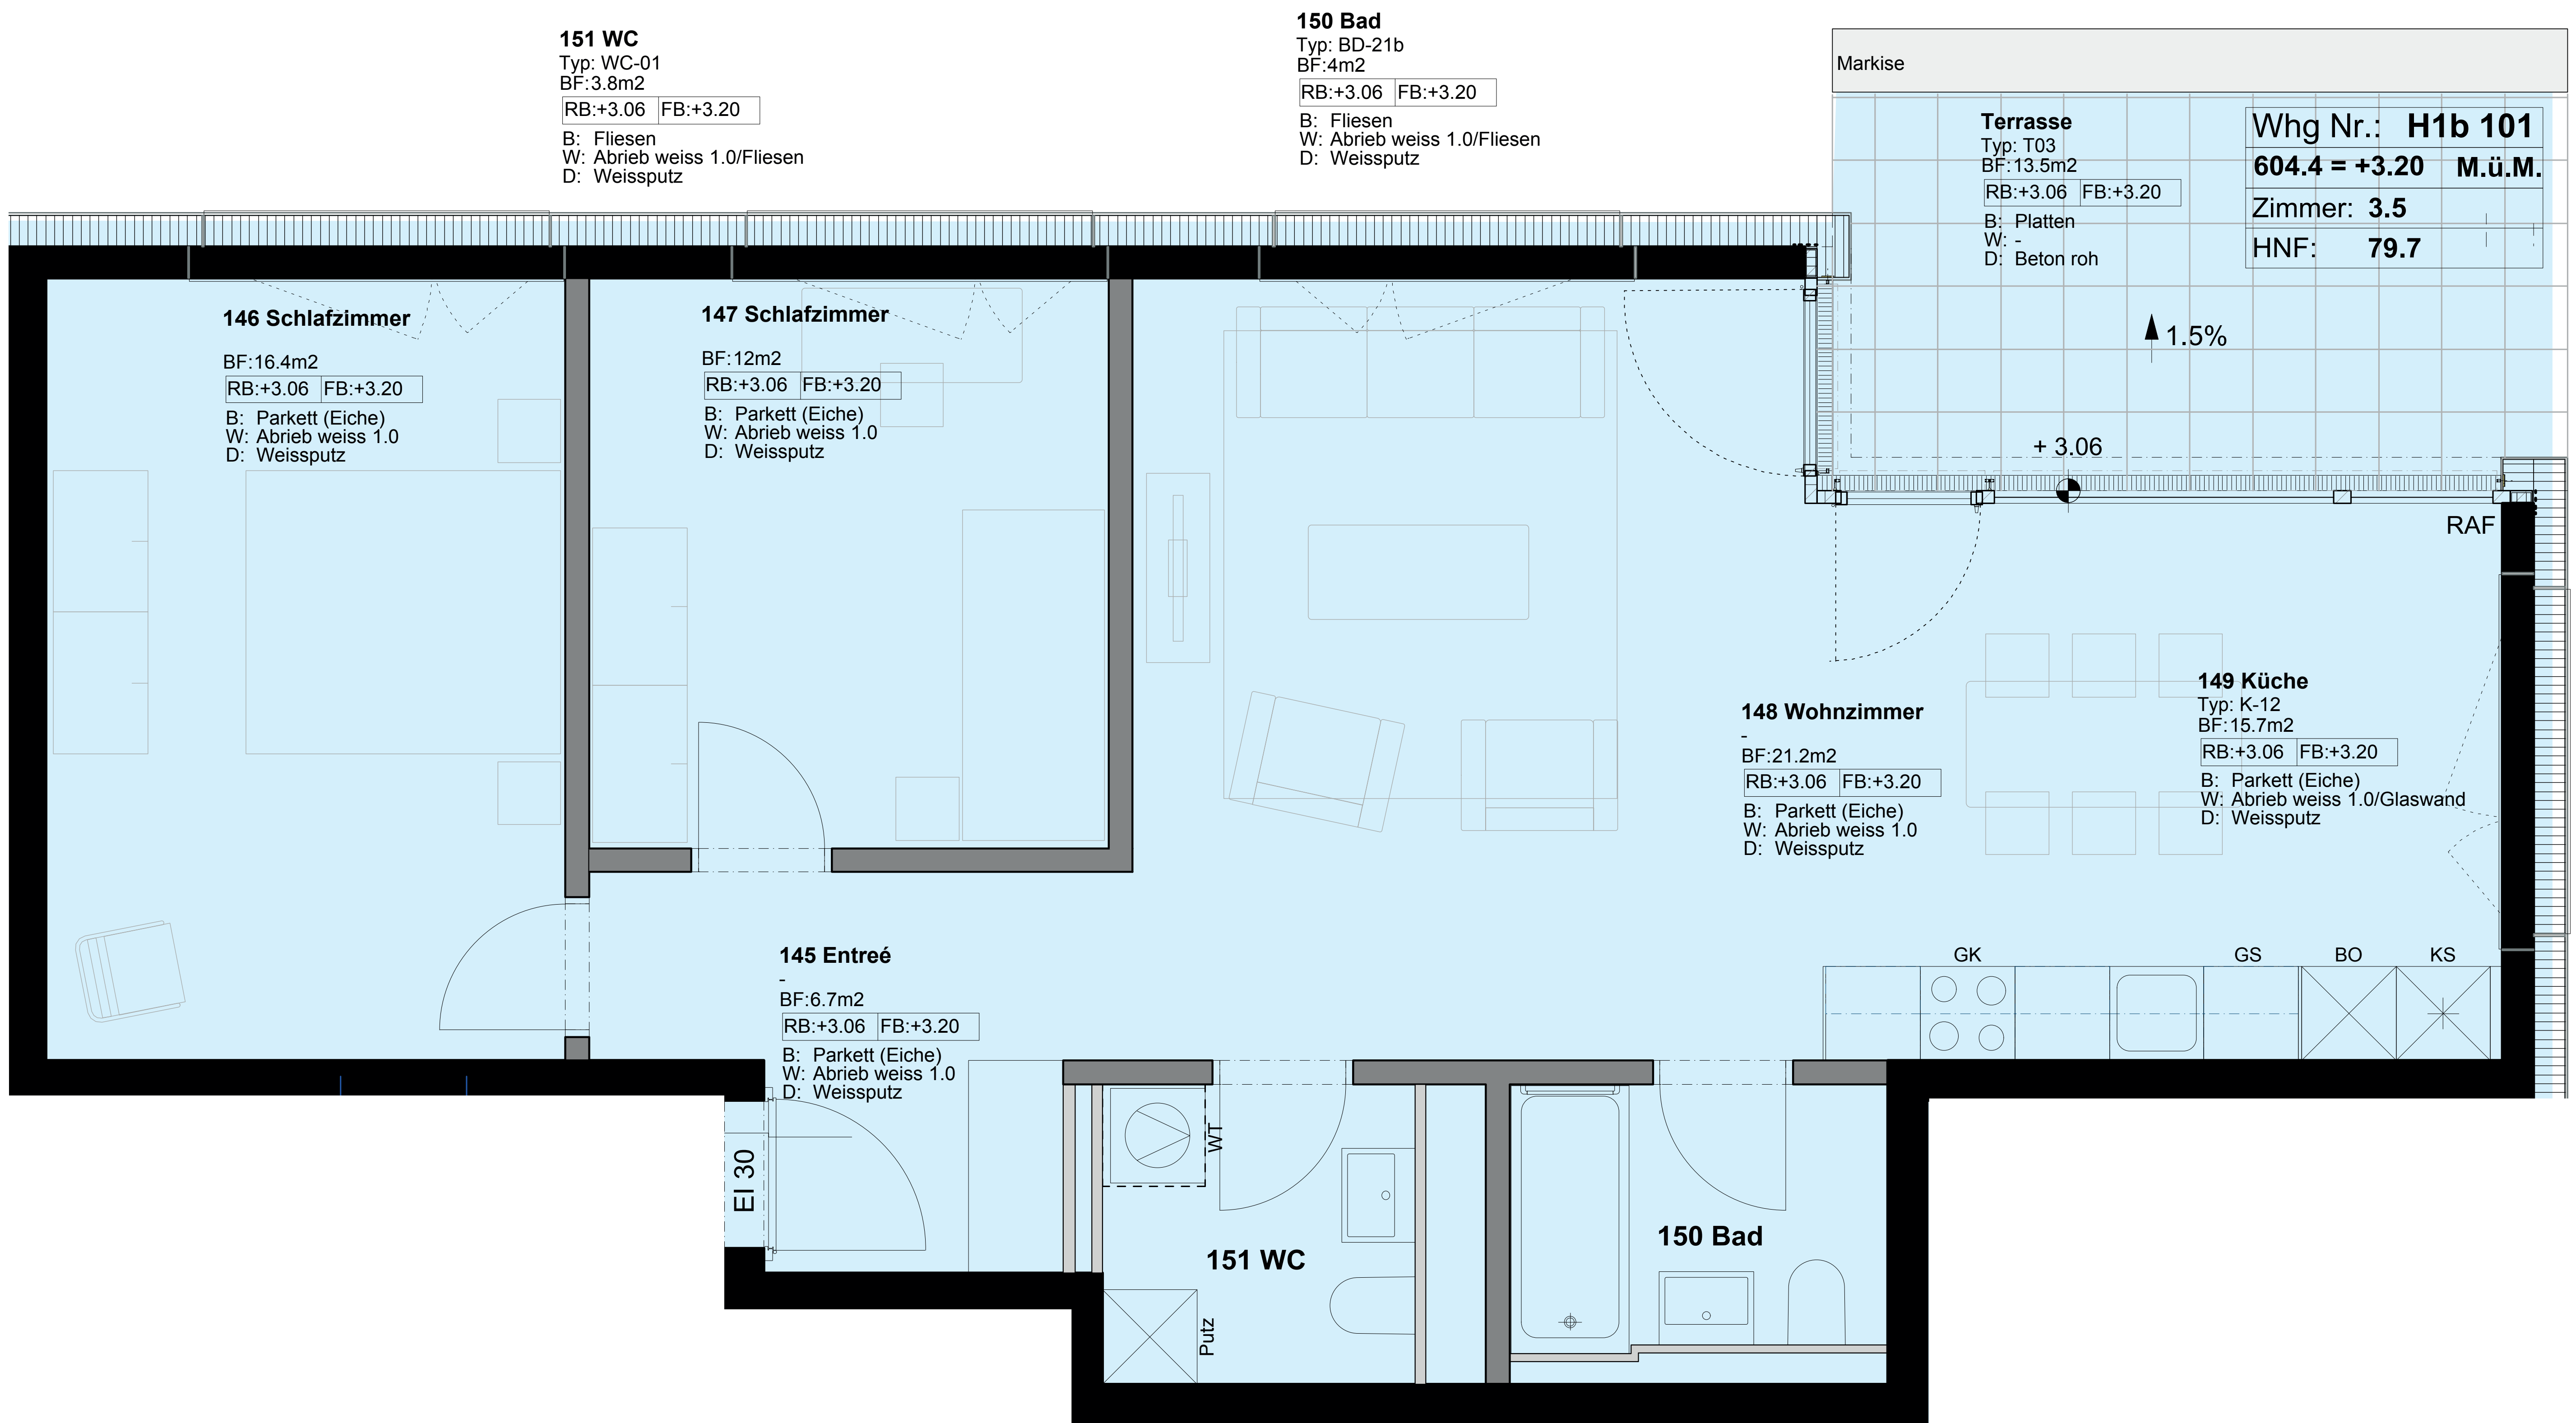 151 WC
Typ: WC-01
BF:3.8m2
RB:+3.06 FB:+3.20
B: Fliesen
W: Abrieb weiss 1.0/Fliesen
D: Weissputz
150 Bad
Typ: BD-21b
BF:4m2
RB:+3.06 FB:+3.20
B: Fliesen
W: Abrieb weiss 1.0/Fliesen
D: Weissputz
Markise
Terrasse
Typ: T03
BF:13.5m2
RB:+3.06 FB:+3.20
B: Platten
W: -
D: Beton roh
Whg Nr.: H1b 101
604.4 = +3.20 M.ü.M.
Zimmer: 3.5
HNF: 79.7
1.5%
+ 3.06
RAF
146 Schlafzimmer
BF:16.4m2
RB:+3.06 FB:+3.20
B: Parkett (Eiche)
W: Abrieb weiss 1.0
D: Weissputz
147 Schlafzimmer
BF:12m2
RB:+3.06 FB:+3.20
B: Parkett (Eiche)
W: Abrieb weiss 1.0
D: Weissputz
148 Wohnzimmer
-
BF:21.2m2
RB:+3.06 FB:+3.20
B: Parkett (Eiche)
W: Abrieb weiss 1.0
D: Weissputz
149 Küche
Typ: K-12
BF:15.7m2
RB:+3.06 FB:+3.20
B: Parkett (Eiche)
W: Abrieb weiss 1.0/Glaswand
D: Weissputz
145 Entreé
-
BF:6.7m2
RB:+3.06 FB:+3.20
B: Parkett (Eiche)
W: Abrieb weiss 1.0
D: Weissputz
GK GS BO KS
EI 30
WT
151 WC
Putz
150 Bad